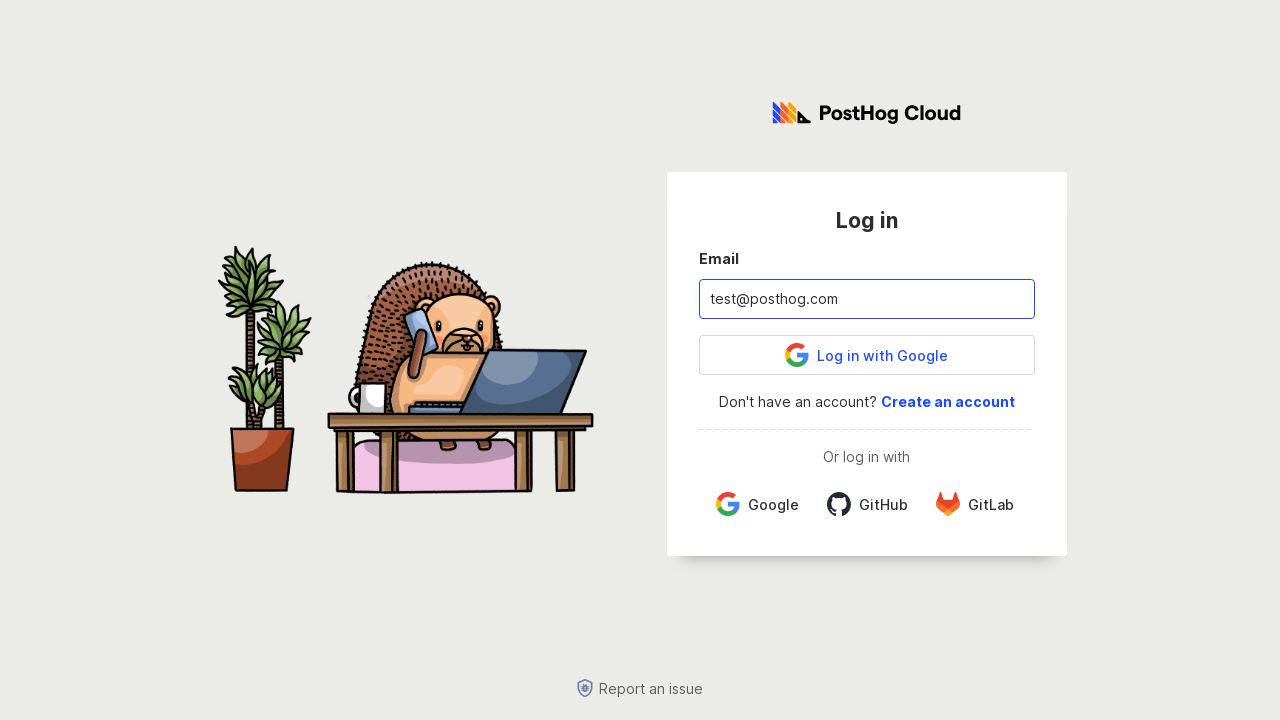 PostHog Cloud
Log in
Email
test@posthog.com
Log in with Google
Don't have an account? Create an account
Or log in with
Google GitHub GitLab
Report an issue